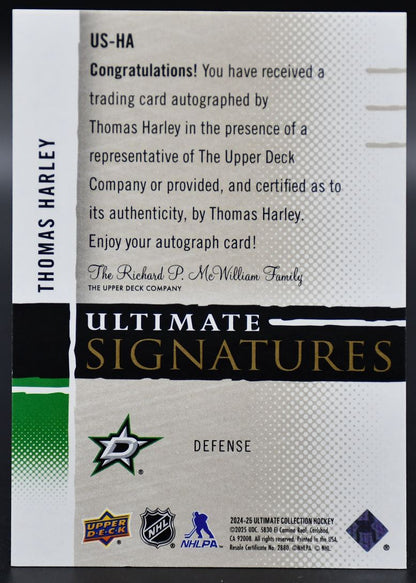 US-HA
Congratulations! You have received a
trading card autographed by
Thomas Harley in the presence of a
representative of The Upper Deck
Company or provided, and certified as to
its authenticity, by Thomas Harley.
Enjoy your autograph card!
The Richard P. McWilliam Family
THE UPPER DECK COMPANY
THOMAS HARLEY
ULTIMATE
SIGNATURES
D
®
DEFENSE
UPPER
DECK
®
NHL
®
NHLPA®
2024-25 ULTIMATE COLLECTION HOCKEY
©2025 UDC. 5830 El Camino Real, Carlsbad,
CA 92008. All rights reserved. Printed in the USA.
Resale Certificate No. 2880. ©NHLPA. © NHL.
®